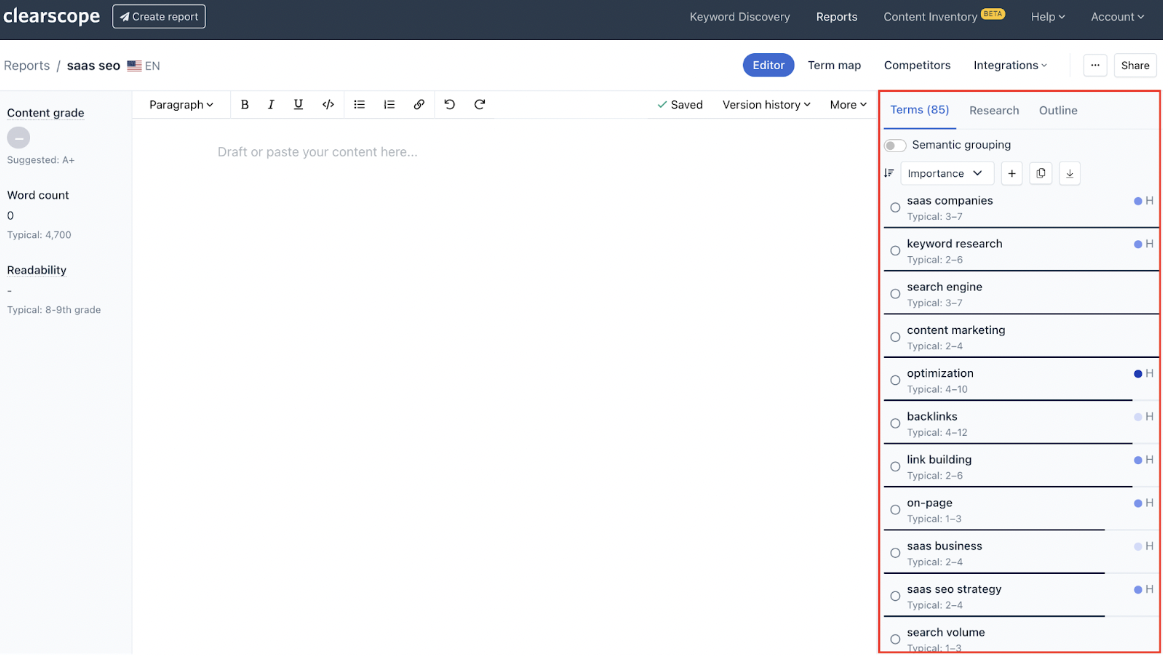 clearscope
Create report
Keyword Discovery
Reports
Content Inventory BETA
Help
Account
Reports / saas seo EN
Editor
Term map
Competitors
Integrations
...
Share
Content grade
–
Suggested: A+
Word count
0
Typical: 4,700
Readability
-
Typical: 8-9th grade
Paragraph
B I U </>
Saved
Version history
More
Draft or paste your content here...
Terms (85)
Research
Outline
Semantic grouping
Importance
+
saas companies H
Typical: 3–7
keyword research H
Typical: 2–6
search engine
Typical: 3–7
content marketing
Typical: 2–4
optimization H
Typical: 4–10
backlinks H
Typical: 4–12
link building H
Typical: 2–6
on-page H
Typical: 1–3
saas business H
Typical: 2–4
saas seo strategy H
Typical: 2–4
search volume
Typical: 1–3